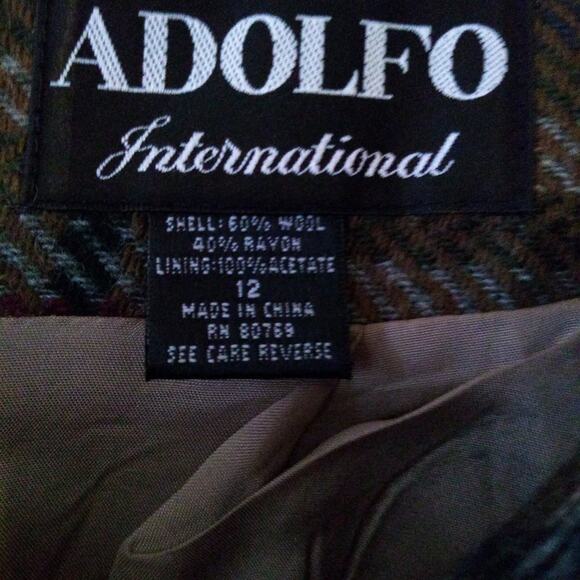 ADOLFO
International
SHELL: 60% WOOL
40% RAYON
LINING:100% ACETATE
12
MADE IN CHINA
RN 80769
SEE CARE REVERSE